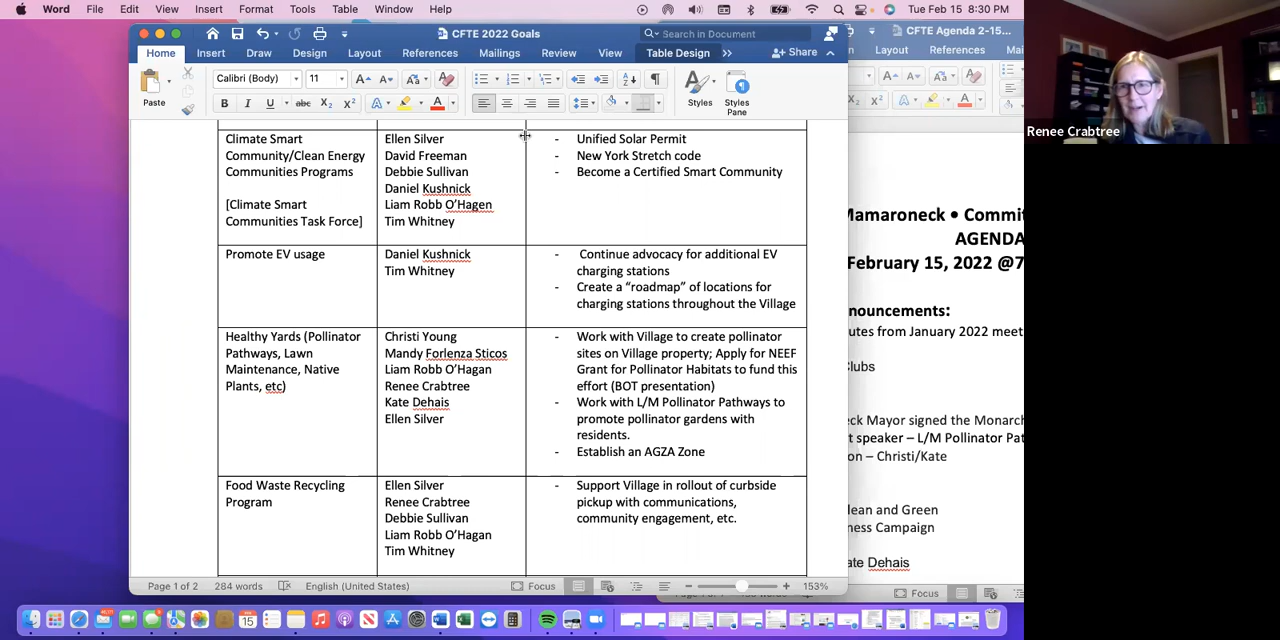 Word File Edit View Insert Format Tools Table Window Help Tue Feb 15 8:30 PM
CFTE 2022 Goals
Search in Document
CFTE Agenda 2-15...
Home Insert Draw Design Layout References Mailings Review View Table Design Share
Layout References Mai
Calibri (Body) 11
Paste
Styles
Styles Pane
Climate Smart
Community/Clean Energy
Communities Programs
[Climate Smart
Communities Task Force]
Ellen Silver
David Freeman
Debbie Sullivan
Daniel Kushnick
Liam Robb O’Hagen
Tim Whitney
- Unified Solar Permit
- New York Stretch code
- Become a Certified Smart Community
Promote EV usage
Daniel Kushnick
Tim Whitney
- Continue advocacy for additional EV
charging stations
- Create a “roadmap” of locations for
charging stations throughout the Village
Healthy Yards (Pollinator
Pathways, Lawn
Maintenance, Native
Plants, etc)
Christi Young
Mandy Forlenza Sticos
Liam Robb O’Hagan
Renee Crabtree
Kate Dehais
Ellen Silver
- Work with Village to create pollinator
sites on Village property; Apply for NEEF
Grant for Pollinator Habitats to fund this
effort (BOT presentation)
- Work with L/M Pollinator Pathways to
promote pollinator gardens with
residents.
- Establish an AGZA Zone
Food Waste Recycling
Program
Ellen Silver
Renee Crabtree
Debbie Sullivan
Liam Robb O’Hagan
Tim Whitney
- Support Village in rollout of curbside
pickup with communications,
community engagement, etc.
Page 1 of 2 284 words English (United States) Focus 153%
Mamaroneck • Commit
AGENDA
February 15, 2022 @7
nouncements:
utes from January 2022 meet
Clubs
eck Mayor signed the Monarch
t speaker – L/M Pollinator Pat
on – Christi/Kate
lean and Green
ness Campaign
ate Dehais
Focus
Renee Crabtree